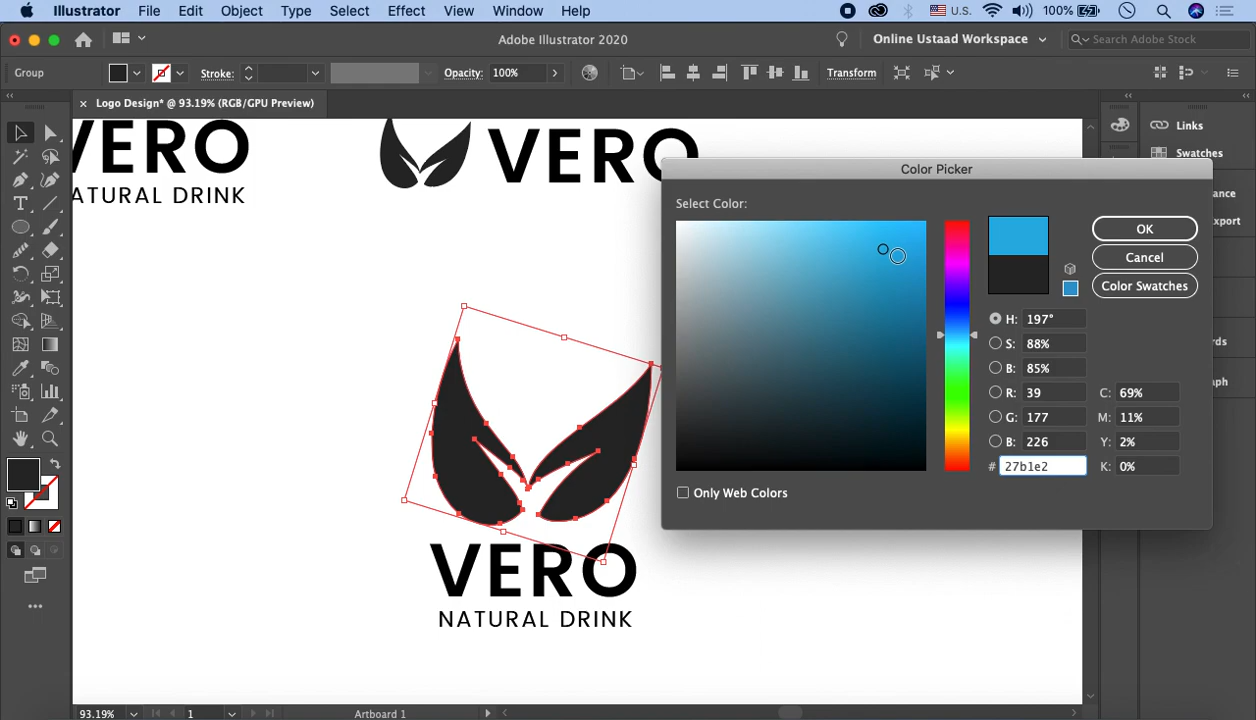 Illustrator File Edit Object Type Select Effect View Window Help U.S. 100%
Adobe Illustrator 2020 Online Ustaad Workspace Search Adobe Stock
Group Stroke: Opacity: 100% Transform
Logo Design* @ 93.19% (RGB/GPU Preview)
Links
Swatches
VERO
NATURAL DRINK
VERO
Color Picker
Select Color:
OK
Cancel
Color Swatches
H: 197°
S: 88%
B: 85%
R: 39 C: 69%
G: 177 M: 11%
B: 226 Y: 2%
# 27b1e2 K: 0%
Only Web Colors
VERO
NATURAL DRINK
93.19% 1 Artboard 1